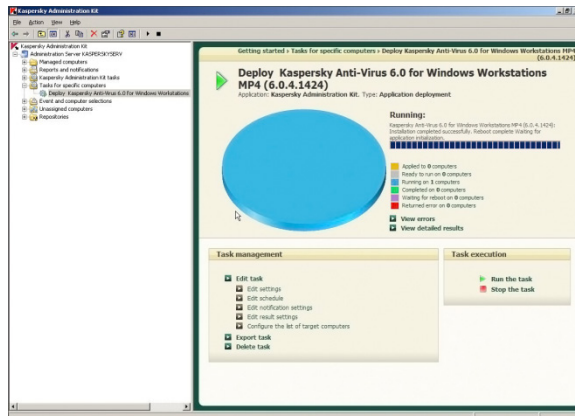 Kaspersky Administration Kit
File Action View Help
Kaspersky Administration Kit
Administration Server KASPERSKYSERV
Managed computers
Reports and notifications
Kaspersky Administration Kit tasks
Tasks for specific computers
Deploy Kaspersky Anti-Virus 6.0 for Windows Workstations
Event and computer selections
Unassigned computers
Repositories
Getting started › Tasks for specific computers › Deploy Kaspersky Anti-Virus 6.0 for Windows Workstations MP4
(6.0.4.1424)
Deploy Kaspersky Anti-Virus 6.0 for Windows Workstations
MP4 (6.0.4.1424)
Application: Kaspersky Administration Kit. Type: Application deployment
Running:
Kaspersky Anti-Virus 6.0 for Windows Workstations MP4 (6.0.4.1424):
Installation completed successfully. Reboot complete Waiting for
application initialization.
Applied to 0 computers
Ready to run on 0 computers
Running on 1 computers
Completed on 0 computers
Waiting for reboot on 0 computers
Returned error on 0 computers
View errors
View detailed results
Task management
Edit task
Edit settings
Edit schedule
Edit notification settings
Edit result settings
Configure the list of target computers
Export task
Delete task
Task execution
Run the task
Stop the task